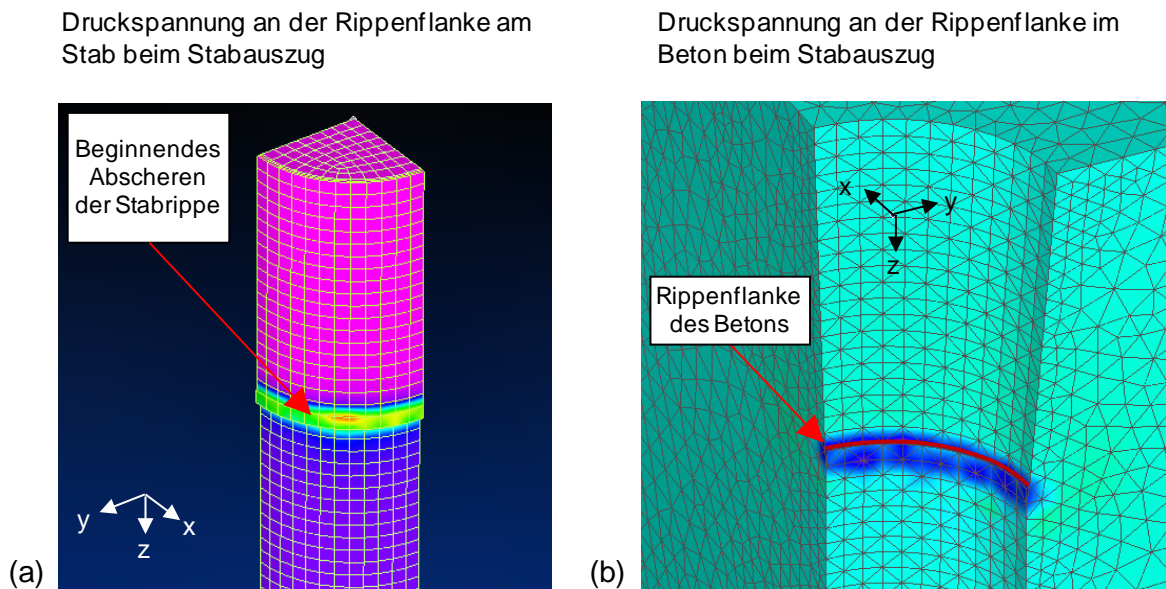 Druckspannung an der Rippenflanke am
Stab beim Stabauszug
Beginnendes
Abscheren
der Stabrippe
y
z
x
(a)
Druckspannung an der Rippenflanke im
Beton beim Stabauszug
x
y
z
Rippenflanke
des Betons
(b)